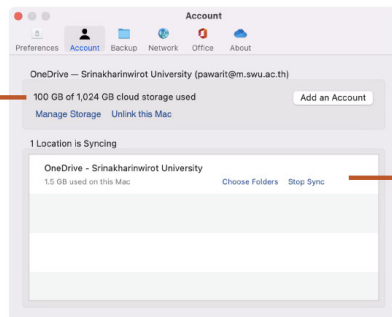 Account
Preferences Account Backup Network Office About
OneDrive — Srinakharinwirot University (pawarit@m.swu.ac.th)
100 GB of 1,024 GB cloud storage used
Add an Account
Manage Storage Unlink this Mac
1 Location is Syncing
OneDrive - Srinakharinwirot University
1.5 GB used on this Mac Choose Folders Stop Sync